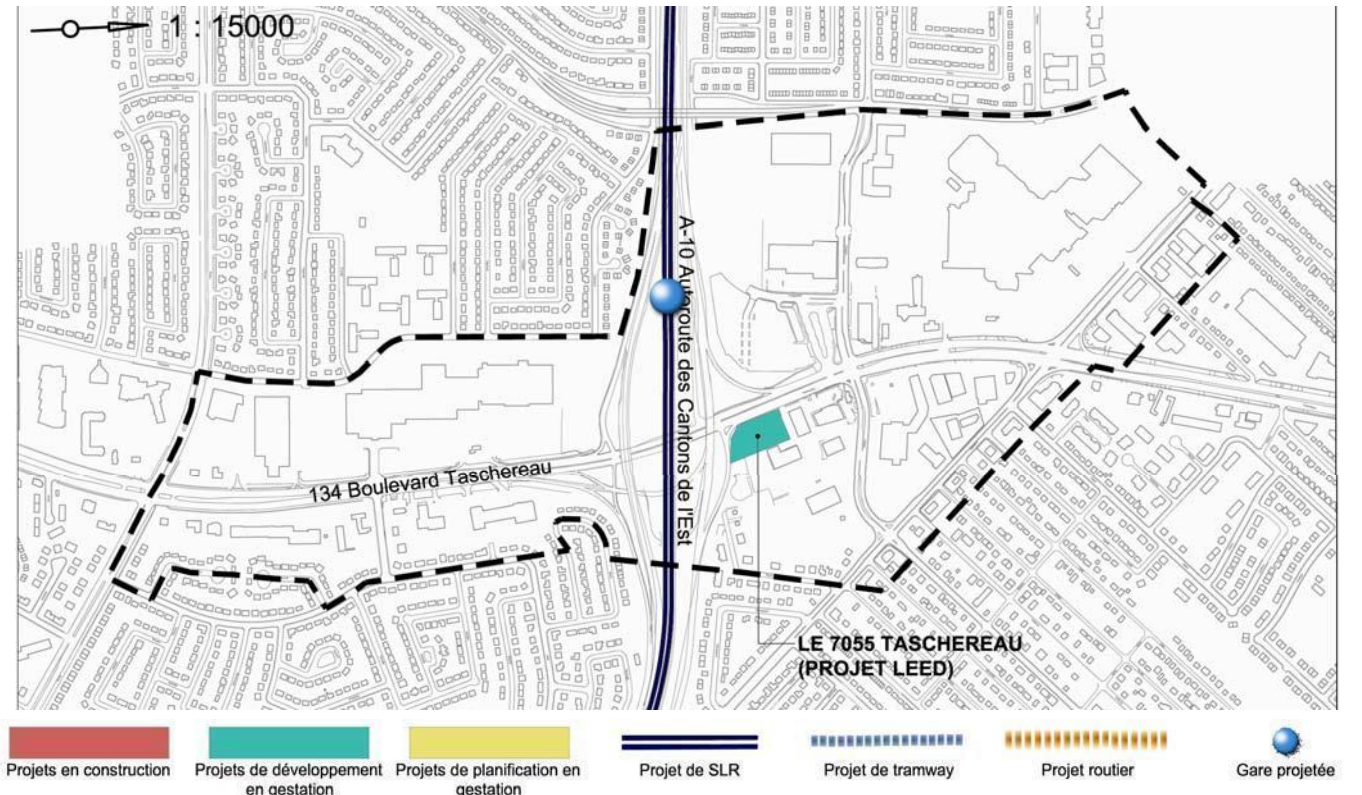 1 : 15000
A-10 Autoroute des Cantons de l'Est
134 Boulevard Taschereau
LE 7055 TASCHEREAU
(PROJET LEED)
Projets en construction
Projets de développement
en gestation
Projets de planification en
gestation
Projet de SLR
Projet de tramway
Projet routier
Gare projetée